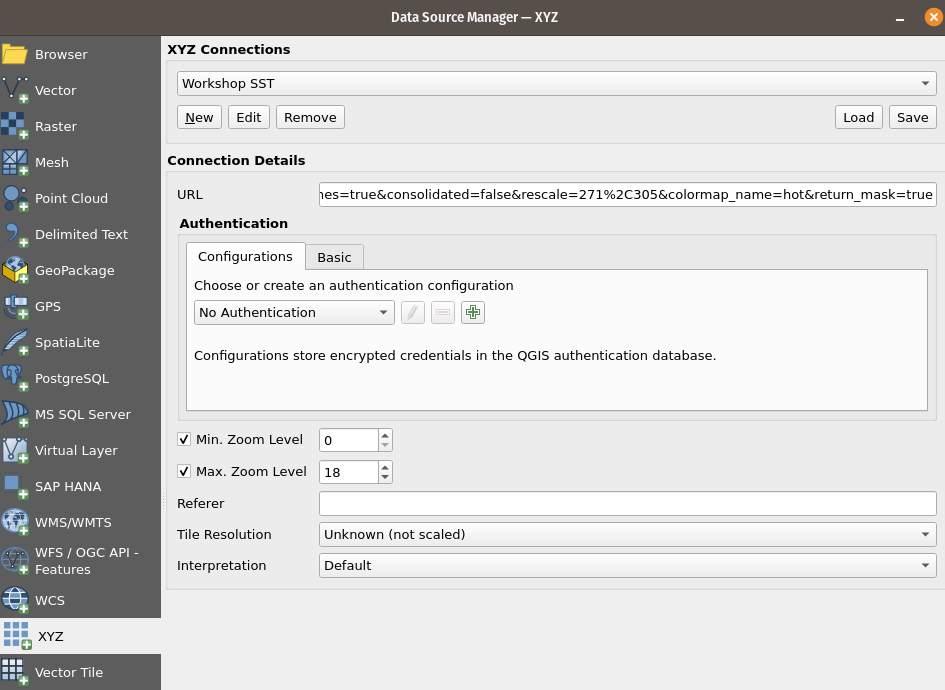 Data Source Manager — XYZ
Browser
Vector
Raster
Mesh
Point Cloud
Delimited Text
GeoPackage
GPS
SpatiaLite
PostgreSQL
MS SQL Server
Virtual Layer
SAP HANA
WMS/WMTS
WFS / OGC API -
Features
WCS
XYZ
Vector Tile
XYZ Connections
Workshop SST
New Edit Remove Load Save
Connection Details
URL nes=true&consolidated=false&rescale=271%2C305&colormap_name=hot&return_mask=true
Authentication
Configurations Basic
Choose or create an authentication configuration
No Authentication
Configurations store encrypted credentials in the QGIS authentication database.
Min. Zoom Level 0
Max. Zoom Level 18
Referer
Tile Resolution Unknown (not scaled)
Interpretation Default